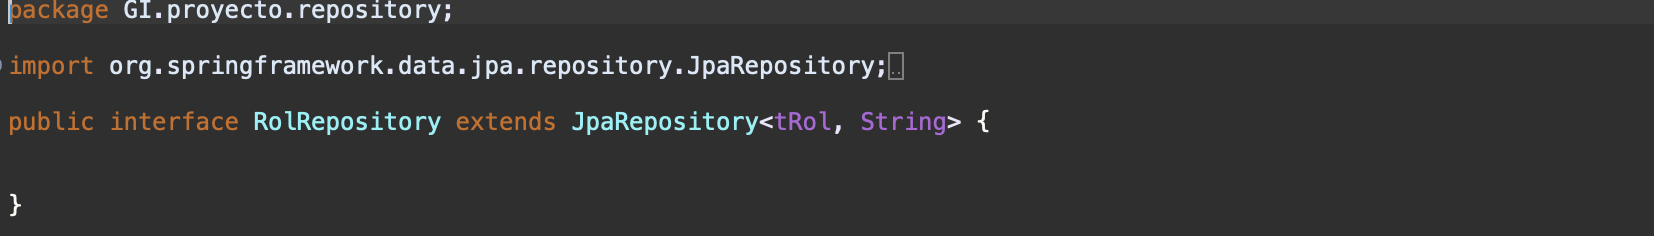 package GI.proyecto.repository;
import org.springframework.data.jpa.repository.JpaRepository;
public interface RolRepository extends JpaRepository<tRol, String> {
}